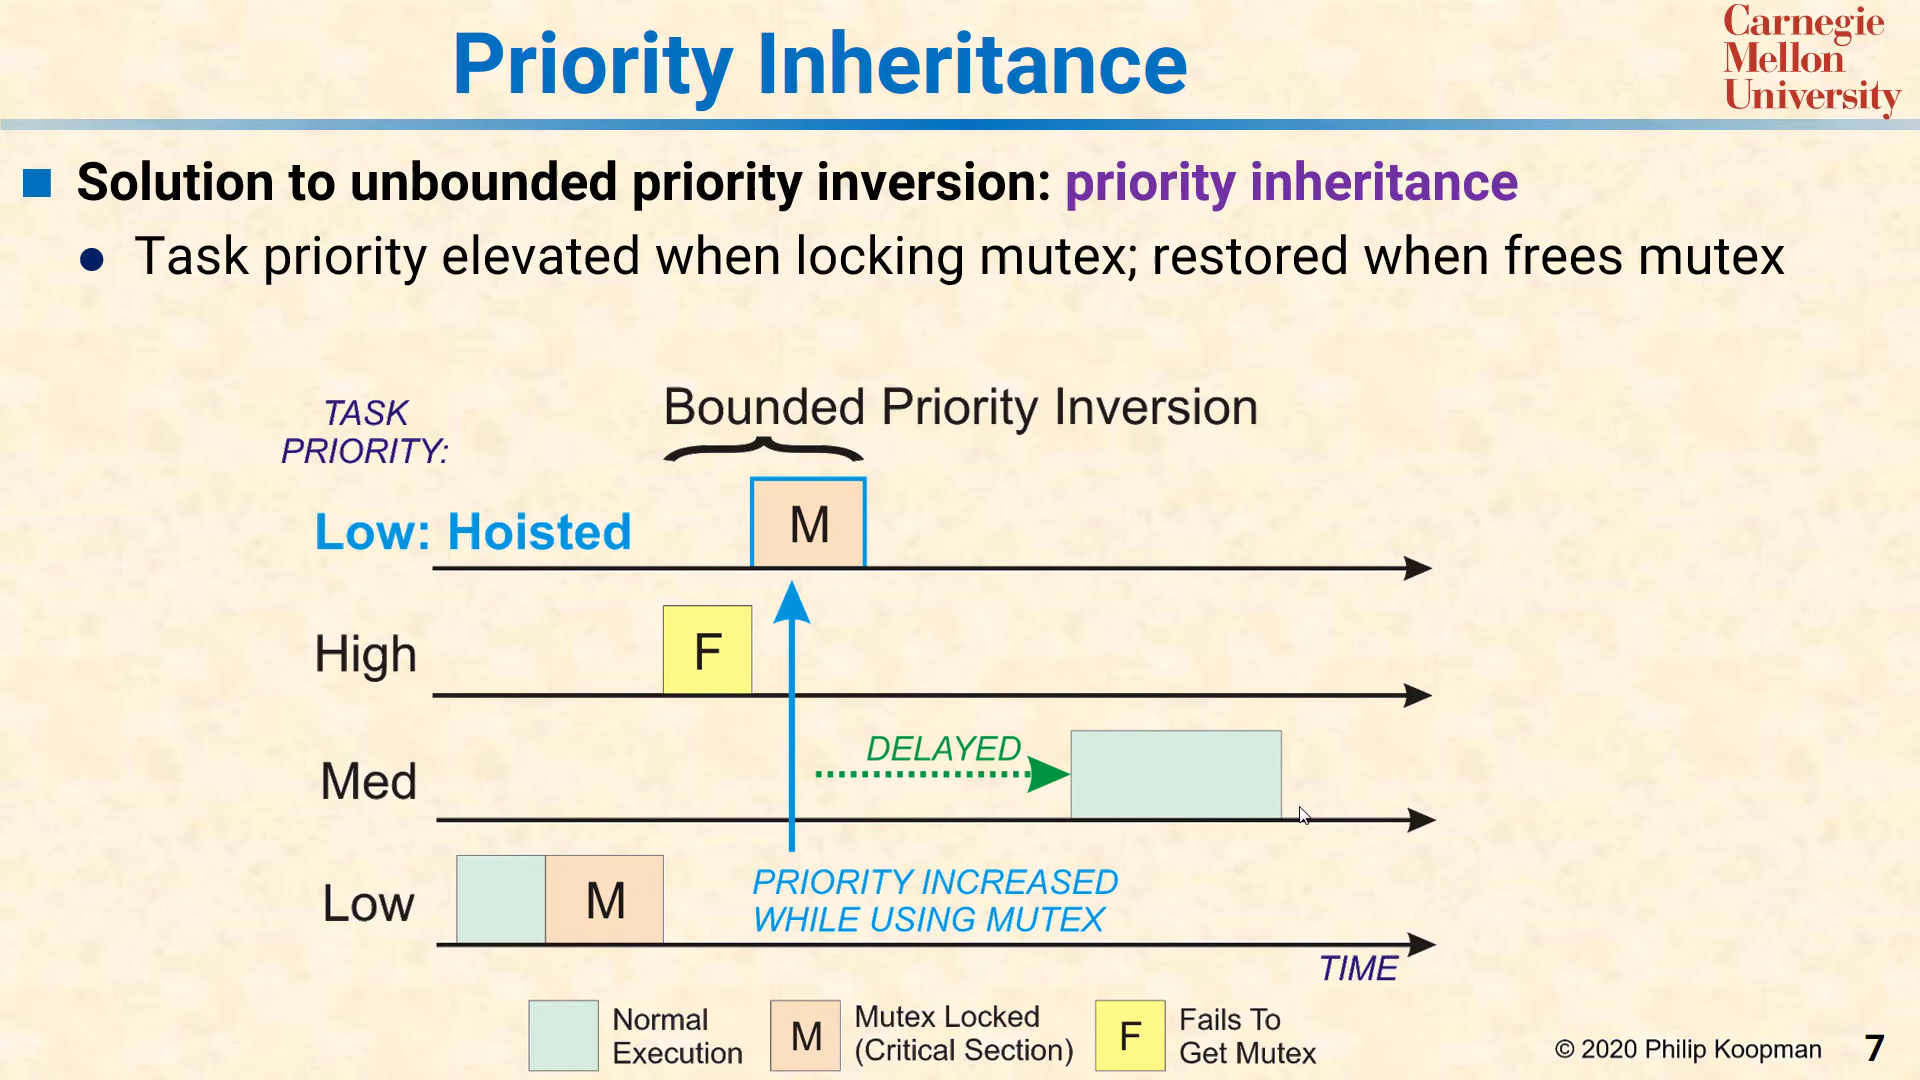 Priority Inheritance
Carnegie
Mellon
University
Solution to unbounded priority inversion: priority inheritance
Task priority elevated when locking mutex; restored when frees mutex
TASK
PRIORITY:
Bounded Priority Inversion
Low: Hoisted
M
High
F
Med
DELAYED
Low
M
PRIORITY INCREASED
WHILE USING MUTEX
TIME
Normal
Execution
M
Mutex Locked
(Critical Section)
F
Fails To
Get Mutex
© 2020 Philip Koopman
7